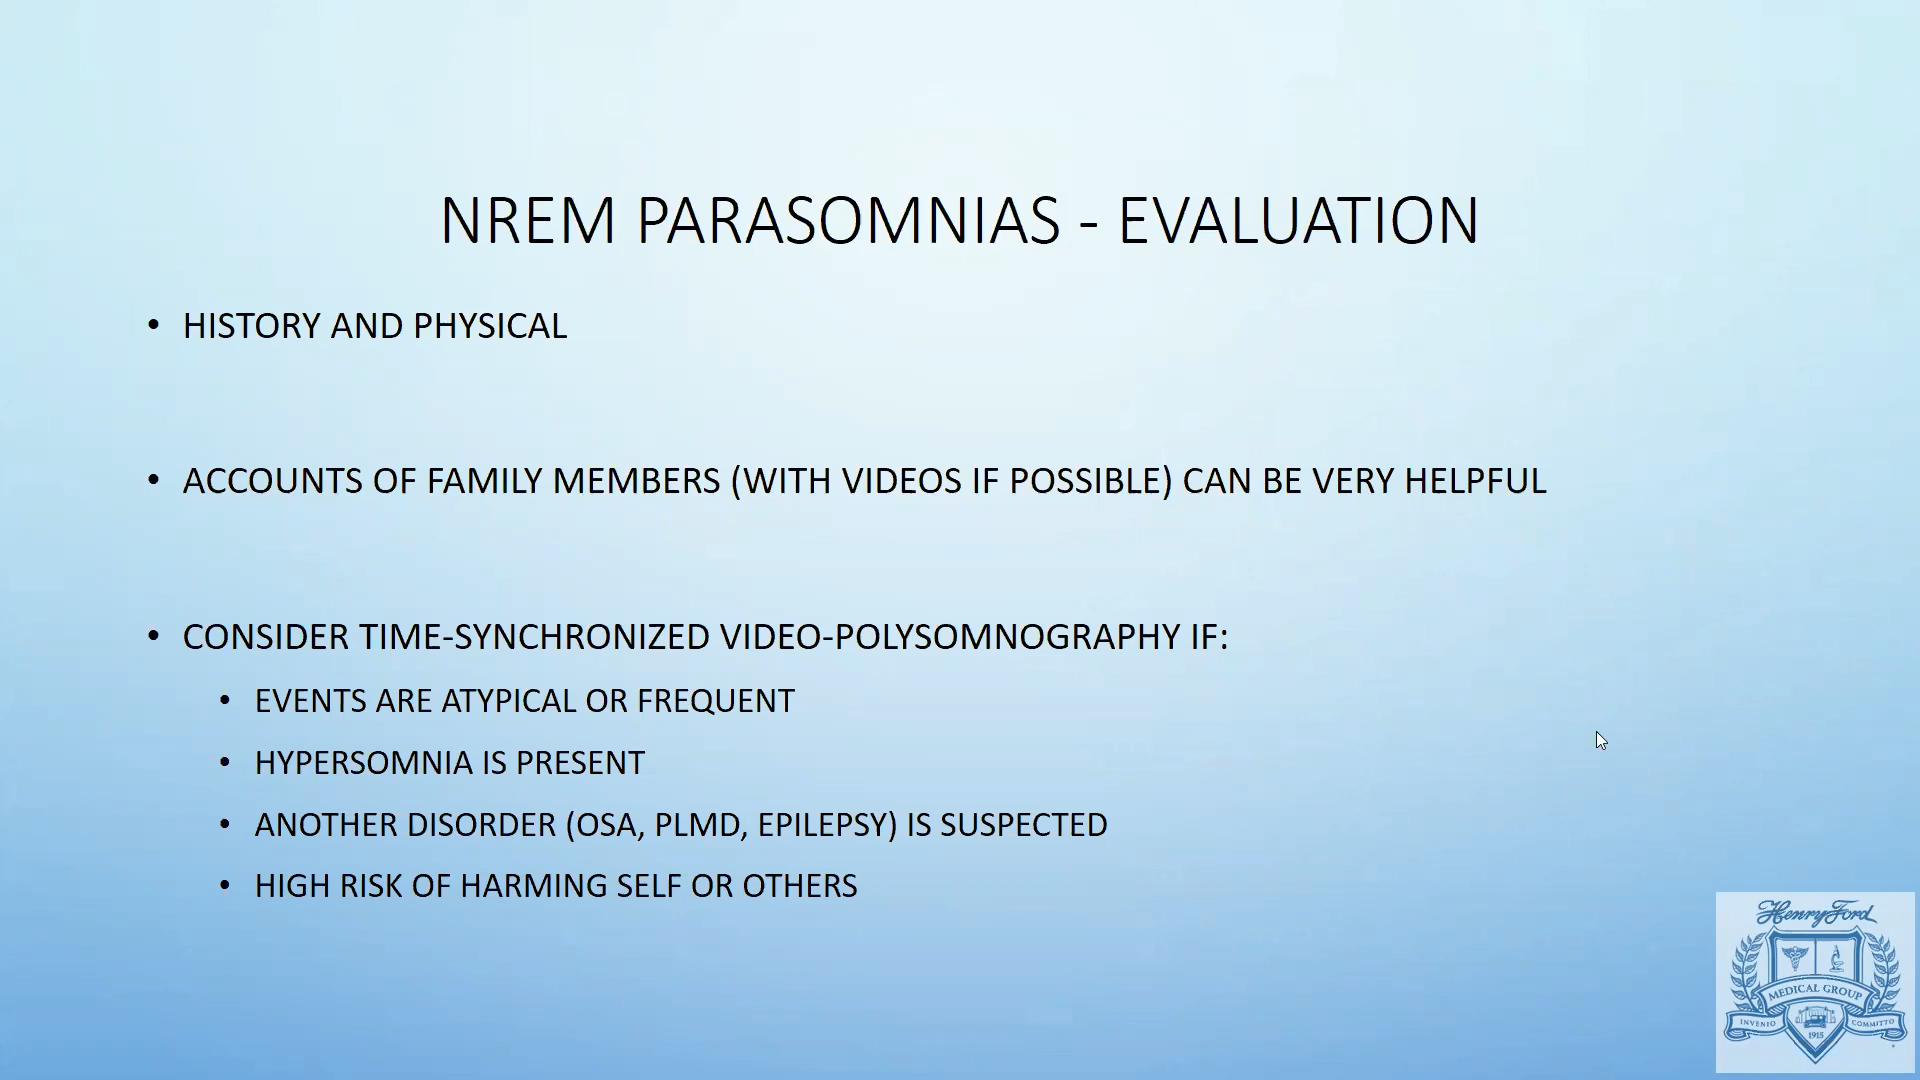 NREM PARASOMNIAS - EVALUATION
• HISTORY AND PHYSICAL
• ACCOUNTS OF FAMILY MEMBERS (WITH VIDEOS IF POSSIBLE) CAN BE VERY HELPFUL
• CONSIDER TIME-SYNCHRONIZED VIDEO-POLYSOMNOGRAPHY IF:
• EVENTS ARE ATYPICAL OR FREQUENT
• HYPERSOMNIA IS PRESENT
• ANOTHER DISORDER (OSA, PLMD, EPILEPSY) IS SUSPECTED
• HIGH RISK OF HARMING SELF OR OTHERS
Henry Ford
MEDICAL GROUP
INVENIO COMMITTO
1915